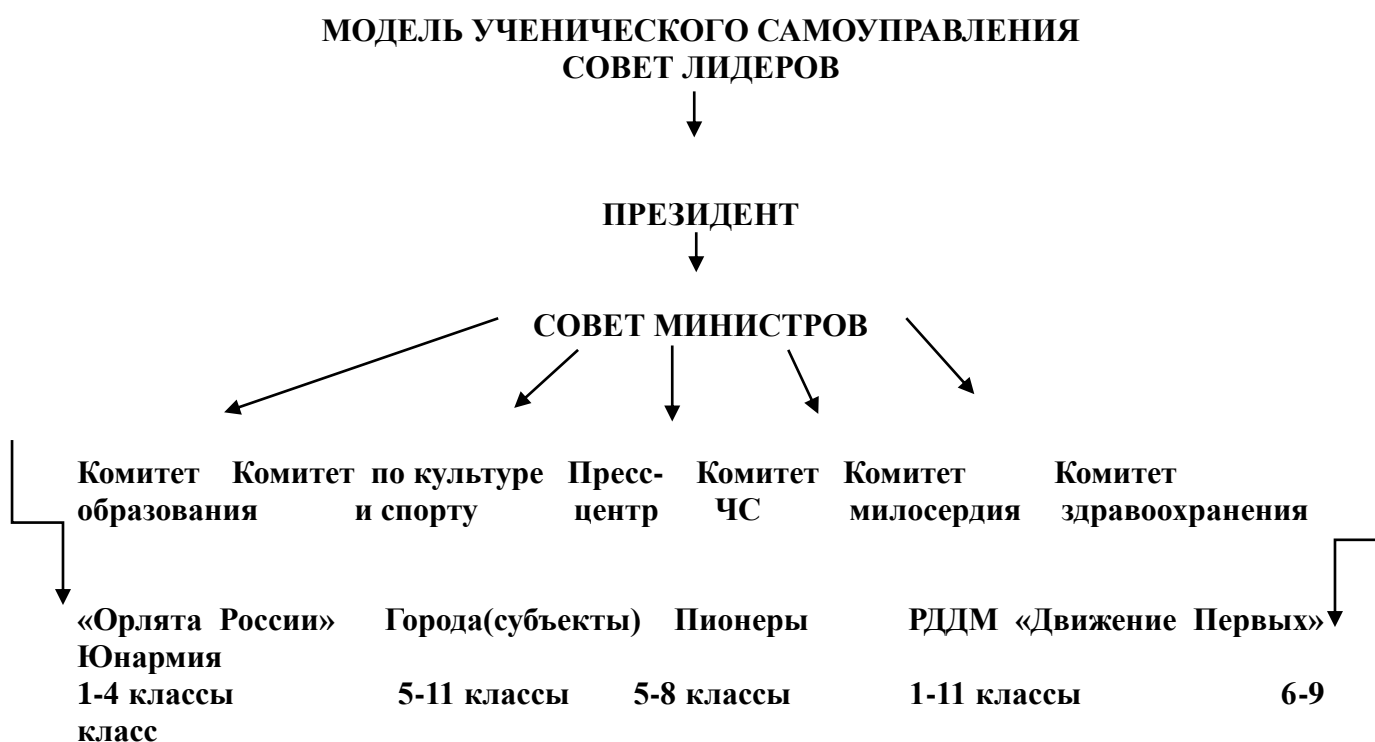 МОДЕЛЬ УЧЕНИЧЕСКОГО САМОУПРАВЛЕНИЯ
СОВЕТ ЛИДЕРОВ
ПРЕЗИДЕНТ
СОВЕТ МИНИСТРОВ
Комитет Комитет по культуре Пресс- Комитет Комитет Комитет
образования и спорту центр ЧС милосердия здравоохранения
«Орлята России» Города(субъекты) Пионеры РДДМ «Движение Первых»
Юнармия
1-4 классы 5-11 классы 5-8 классы 1-11 классы 6-9
класс